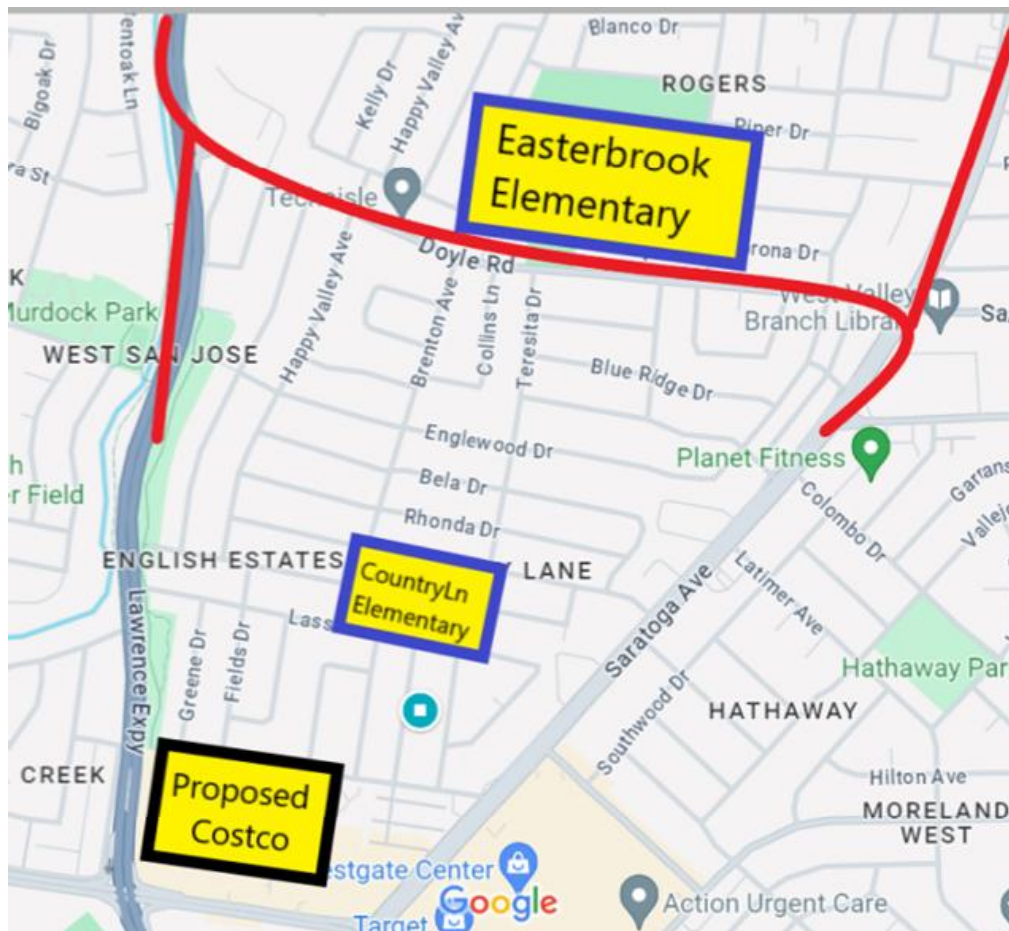 Blanco Dr
Bigoak Dr
Kelly Dr
Happy Valley Av
ROGERS
Piper Dr
Easterbrook
Elementary
Doyle Rd
West Valley
Branch Library
Murdock Park
WEST SAN JOSE
Happy Valley Ave
Brenton Ave
Collins Ln
Teresita Dr
Blue Ridge Dr
Englewood Dr
Planet Fitness
r Field
Bela Dr
Colombo Dr
Rhonda Dr
ENGLISH ESTATES
Y LANE
CountryLn
Elementary
Lass
Latimer Ave
Lawrence Expy
Greene Dr
Fields Dr
Saratoga Ave
Hathaway Par
Southwood Dr
HATHAWAY
CREEK
Proposed
Costco
Hilton Ave
MORELAND
WEST
estgate Center
Google
Target
Action Urgent Care